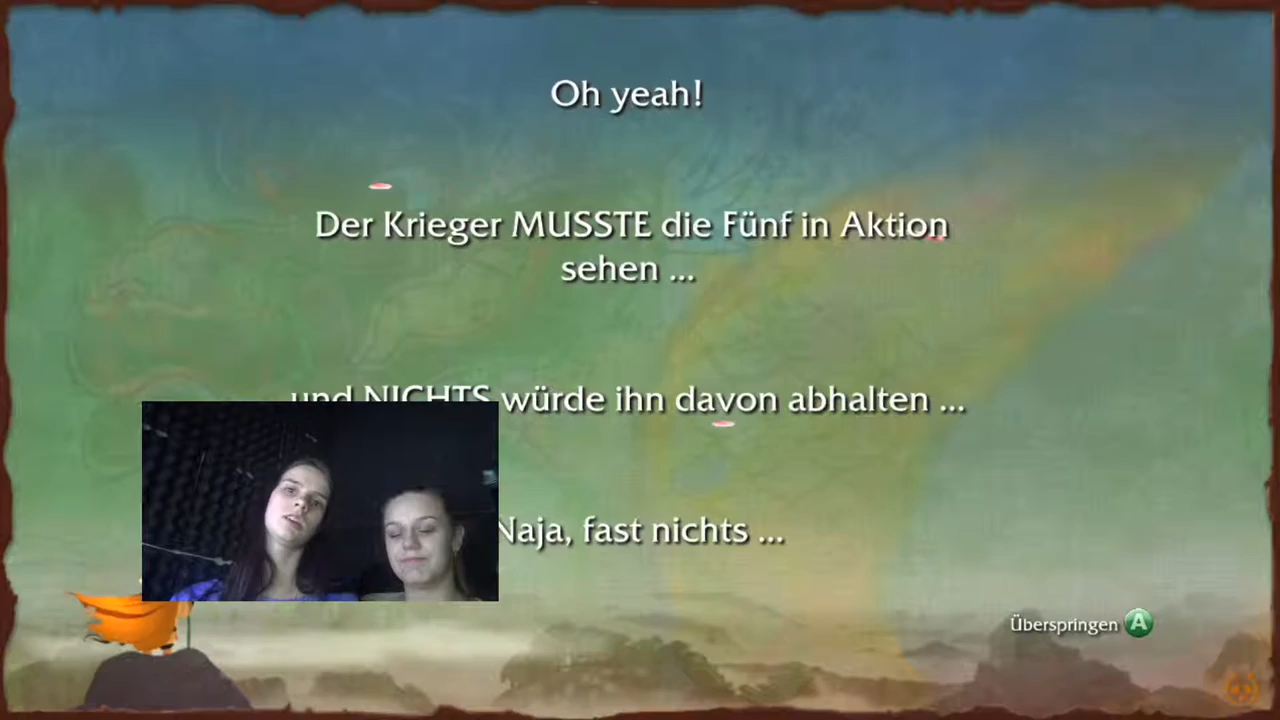 Oh yeah!
Der Krieger MUSSTE die Fünf in Aktion
sehen ...
und NICHTS würde ihn davon abhalten ...
Naja, fast nichts ...
Überspringen A